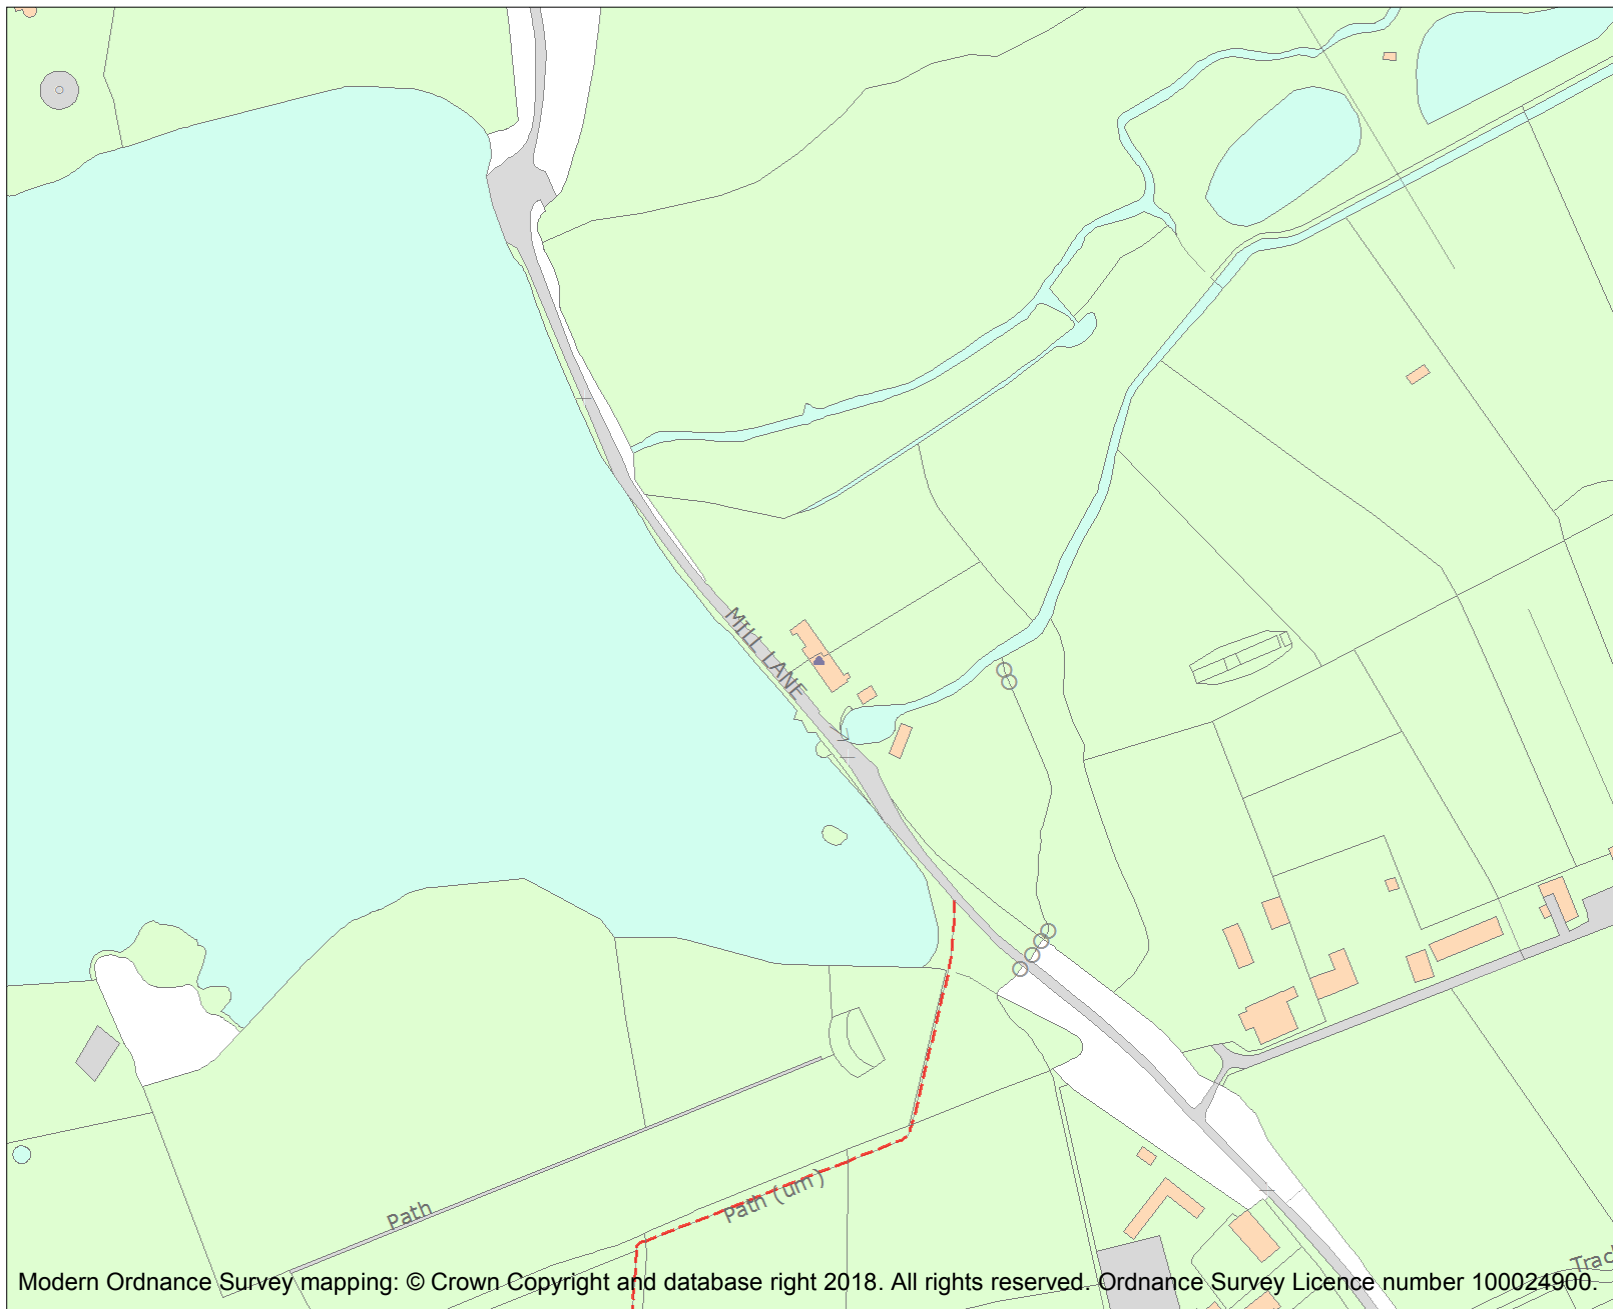 MILL LANE
Path
Path (um)
Modern Ordnance Survey mapping: © Crown Copyright and database right 2018. All rights reserved. Ordnance Survey Licence number 100024900.